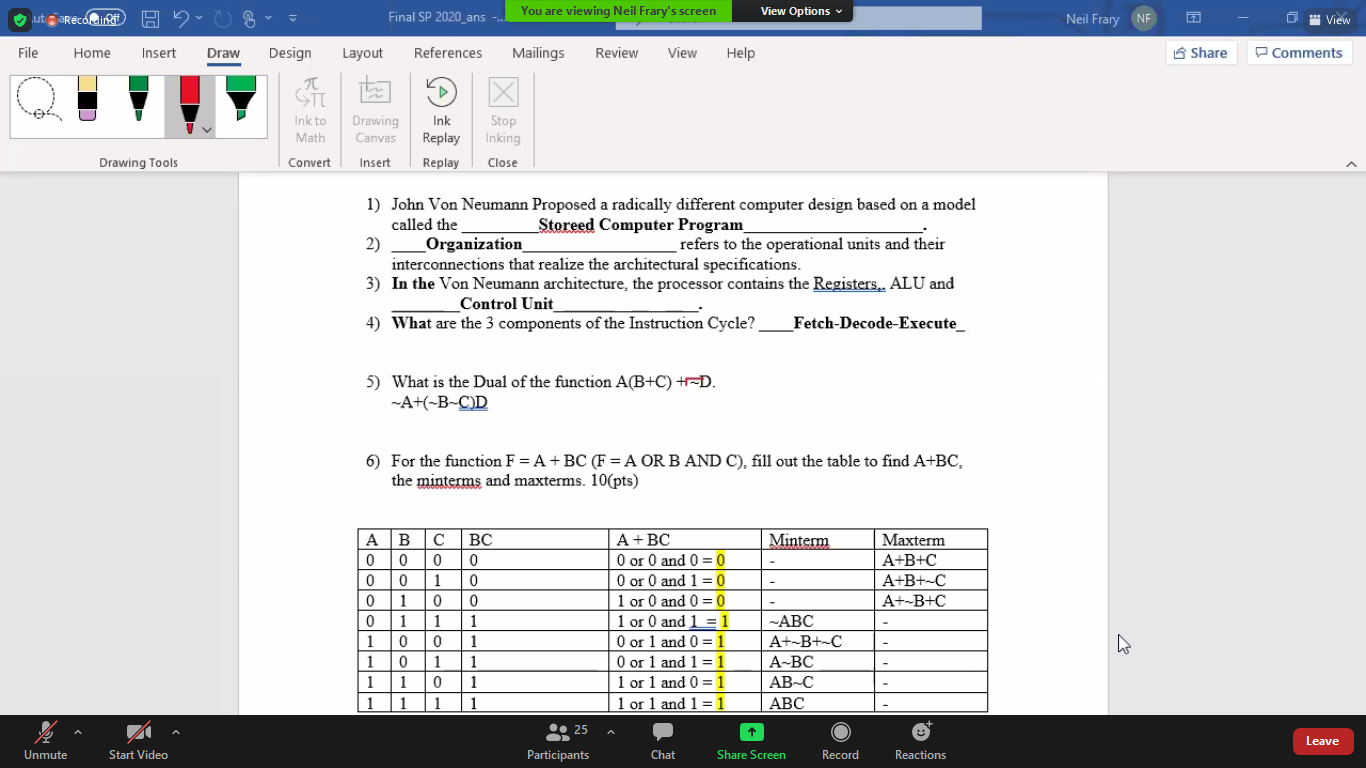 Recording
Off
Final SP 2020_ans -...
You are viewing Neil Frary's screen
View Options
Neil Frary
NF
View
File
Home
Insert
Draw
Design
Layout
References
Mailings
Review
View
Help
Share
Comments
Ink to Math
Drawing Canvas
Ink Replay
Stop Inking
Drawing Tools
Convert
Insert
Replay
Close
1) John Von Neumann Proposed a radically different computer design based on a model
called the _________Storeed Computer Program_____________________.
2) ____Organization__________________ refers to the operational units and their
interconnections that realize the architectural specifications.
3) In the Von Neumann architecture, the processor contains the Registers,. ALU and
________Control Unit_________________.
4) What are the 3 components of the Instruction Cycle? ____Fetch-Decode-Execute_
5) What is the Dual of the function A(B+C) +~D.
~A+(~B~C)D
6) For the function F = A + BC (F = A OR B AND C), fill out the table to find A+BC,
the minterms and maxterms. 10(pts)
A B C BC A + BC Minterm Maxterm
0 0 0 0 0 or 0 and 0 = 0 - A+B+C
0 0 1 0 0 or 0 and 1 = 0 - A+B+~C
0 1 0 0 1 or 0 and 0 = 0 - A+~B+C
0 1 1 1 1 or 0 and 1 = 1 ~ABC -
1 0 0 1 0 or 1 and 0 = 1 A+~B+~C -
1 0 1 1 0 or 1 and 1 = 1 A~BC -
1 1 0 1 1 or 1 and 0 = 1 AB~C -
1 1 1 1 1 or 1 and 1 = 1 ABC -
Unmute
Start Video
25
Participants
Chat
Share Screen
Record
Reactions
Leave